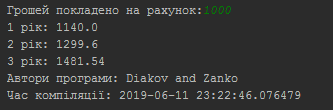 Грошей покладено на рахунок:1000
1 рік: 1140.0
2 рік: 1299.6
3 рік: 1481.54
Автори програми: Diakov and Zanko
Час компіляції: 2019-06-11 23:22:46.076479